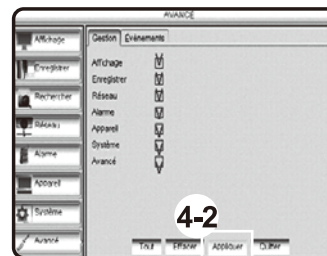 AVANCÉ
Affichage
Enregistrer
Rechercher
Réseau
Alarme
Appareil
Système
Avancé
Gestion Événements
Affichage
Enregistrer
Réseau
Alarme
Appareil
Système
Avancé
4-2
Tout Effacer Appliquer Quitter